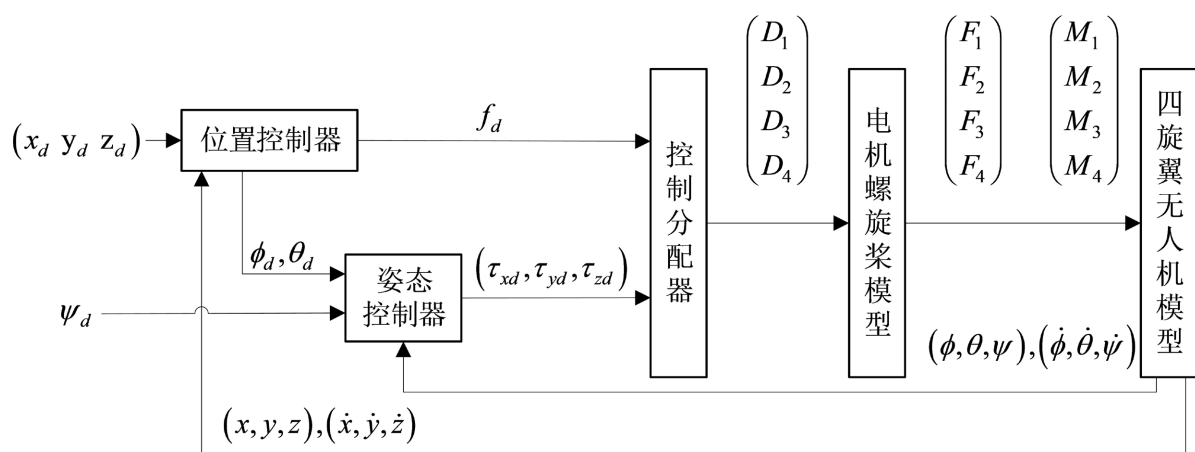 (x_d y_d z_d)
位置控制器
f_d
ϕ_d, θ_d
ψ_d
姿态
控制器
(τ_xd, τ_yd, τ_zd)
控制分配器
D_1
D_2
D_3
D_4
电机螺旋桨模型
F_1
F_2
F_3
F_4
M_1
M_2
M_3
M_4
四旋翼无人机模型
(ϕ, θ, ψ), (ϕ̇, θ̇, ψ̇)
(x, y, z), (ẋ, ẏ, ż)